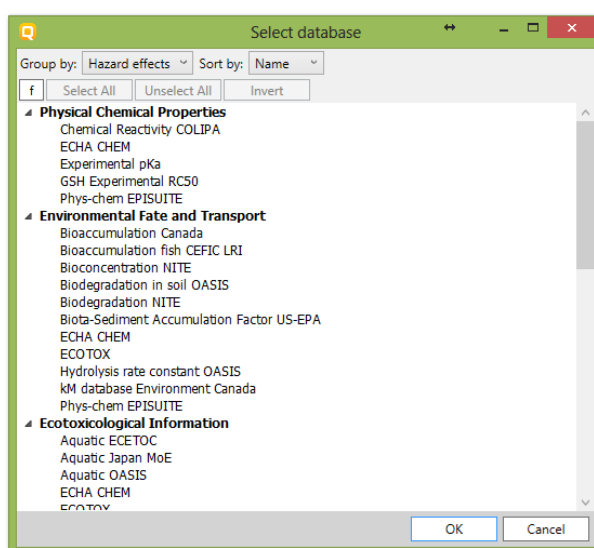 Select database
Group by: Hazard effects Sort by: Name
f Select All Unselect All Invert
Physical Chemical Properties
Chemical Reactivity COLIPA
ECHA CHEM
Experimental pKa
GSH Experimental RC50
Phys-chem EPISUITE
Environmental Fate and Transport
Bioaccumulation Canada
Bioaccumulation fish CEFIC LRI
Bioconcentration NITE
Biodegradation in soil OASIS
Biodegradation NITE
Biota-Sediment Accumulation Factor US-EPA
ECHA CHEM
ECOTOX
Hydrolysis rate constant OASIS
kM database Environment Canada
Phys-chem EPISUITE
Ecotoxicological Information
Aquatic ECETOC
Aquatic Japan MoE
Aquatic OASIS
ECHA CHEM
ECOTOX
OK Cancel